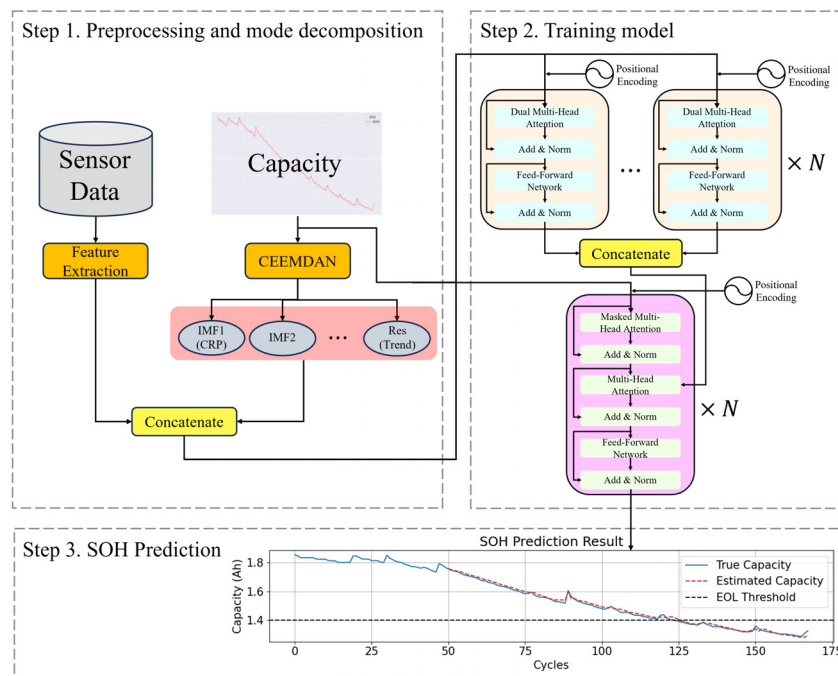 Step 1. Preprocessing and mode decomposition
Sensor
Data
Capacity
Feature
Extraction
CEEMDAN
IMF1
(CRP)
IMF2
...
Res
(Trend)
Concatenate
Step 2. Training model
Positional
Encoding
Positional
Encoding
Dual Multi-Head
Attention
Add & Norm
Feed-Forward
Network
Add & Norm
...
Dual Multi-Head
Attention
Add & Norm
Feed-Forward
Network
Add & Norm
× N
Concatenate
Positional
Encoding
Masked Multi-
Head Attention
Add & Norm
Multi-Head
Attention
Add & Norm
Feed-Forward
Network
Add & Norm
× N
Step 3. SOH Prediction
SOH Prediction Result
Capacity (Ah)
1.8
1.6
1.4
True Capacity
Estimated Capacity
EOL Threshold
0
25
50
75
100
125
150
175
Cycles